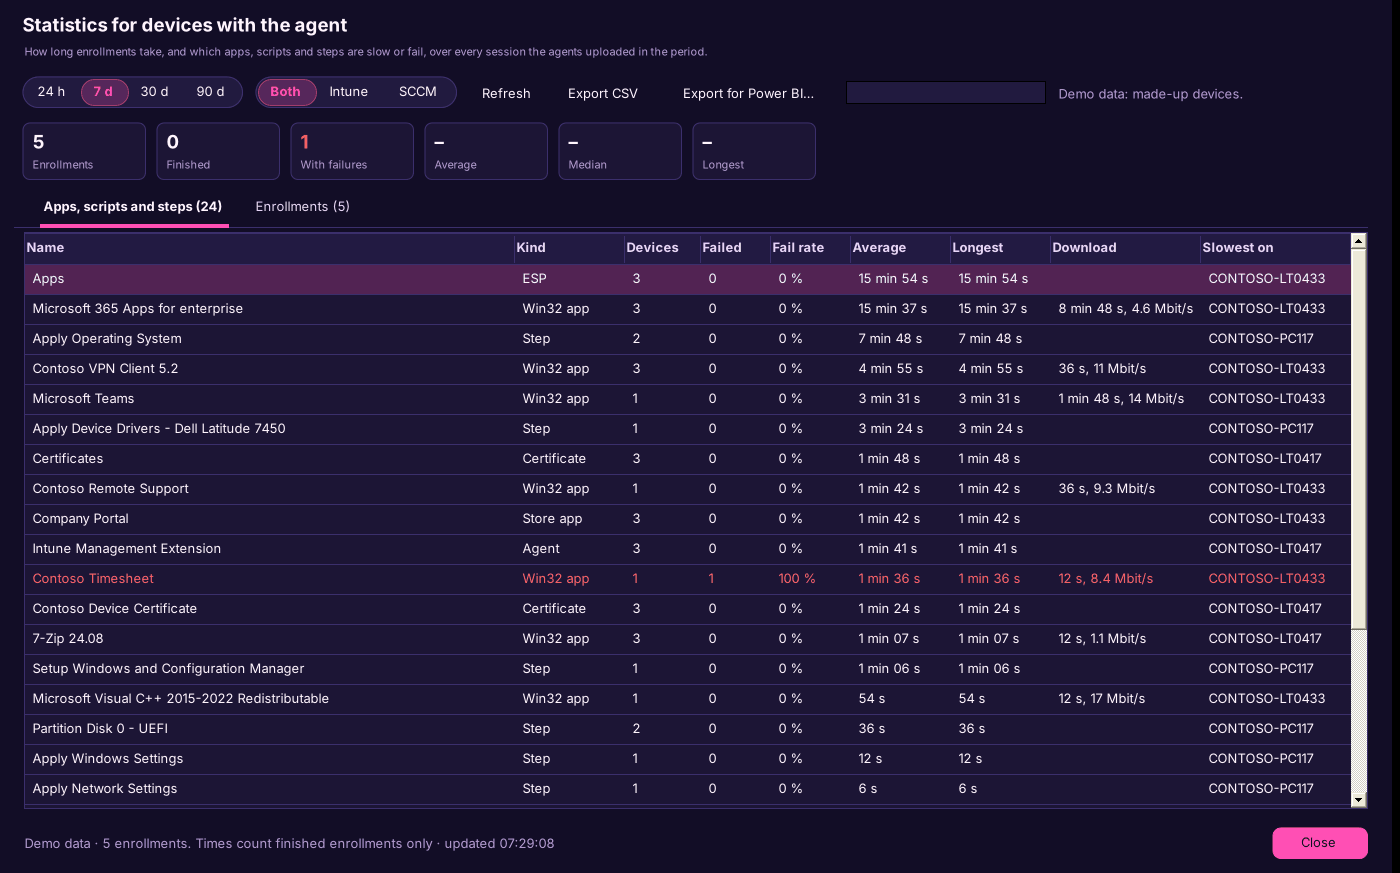 Statistics for devices with the agent
How long enrollments take, and which apps, scripts and steps are slow or fail, over every session the agents uploaded in the period.
24 h 7 d 30 d 90 d Both Intune SCCM Refresh Export CSV Export for Power BI... Demo data: made-up devices.
5 0 1 – – –
Enrollments Finished With failures Average Median Longest
Apps, scripts and steps (24) Enrollments (5)
Name Kind Devices Failed Fail rate Average Longest Download Slowest on
Apps ESP 3 0 0 % 15 min 54 s 15 min 54 s CONTOSO-LT0433
Microsoft 365 Apps for enterprise Win32 app 3 0 0 % 15 min 37 s 15 min 37 s 8 min 48 s, 4.6 Mbit/s CONTOSO-LT0433
Apply Operating System Step 2 0 0 % 7 min 48 s 7 min 48 s CONTOSO-PC117
Contoso VPN Client 5.2 Win32 app 3 0 0 % 4 min 55 s 4 min 55 s 36 s, 11 Mbit/s CONTOSO-LT0433
Microsoft Teams Win32 app 1 0 0 % 3 min 31 s 3 min 31 s 1 min 48 s, 14 Mbit/s CONTOSO-LT0433
Apply Device Drivers - Dell Latitude 7450 Step 1 0 0 % 3 min 24 s 3 min 24 s CONTOSO-PC117
Certificates Certificate 3 0 0 % 1 min 48 s 1 min 48 s CONTOSO-LT0417
Contoso Remote Support Win32 app 1 0 0 % 1 min 42 s 1 min 42 s 36 s, 9.3 Mbit/s CONTOSO-LT0433
Company Portal Store app 3 0 0 % 1 min 42 s 1 min 42 s CONTOSO-LT0433
Intune Management Extension Agent 3 0 0 % 1 min 41 s 1 min 41 s CONTOSO-LT0417
Contoso Timesheet Win32 app 1 1 100 % 1 min 36 s 1 min 36 s 12 s, 8.4 Mbit/s CONTOSO-LT0433
Contoso Device Certificate Certificate 3 0 0 % 1 min 24 s 1 min 24 s CONTOSO-LT0417
7-Zip 24.08 Win32 app 3 0 0 % 1 min 07 s 1 min 07 s 12 s, 1.1 Mbit/s CONTOSO-LT0417
Setup Windows and Configuration Manager Step 1 0 0 % 1 min 06 s 1 min 06 s CONTOSO-PC117
Microsoft Visual C++ 2015-2022 Redistributable Win32 app 1 0 0 % 54 s 54 s 12 s, 17 Mbit/s CONTOSO-LT0433
Partition Disk 0 - UEFI Step 2 0 0 % 36 s 36 s CONTOSO-PC117
Apply Windows Settings Step 1 0 0 % 12 s 12 s CONTOSO-PC117
Apply Network Settings Step 1 0 0 % 6 s 6 s CONTOSO-PC117
Demo data · 5 enrollments. Times count finished enrollments only · updated 07:29:08 Close